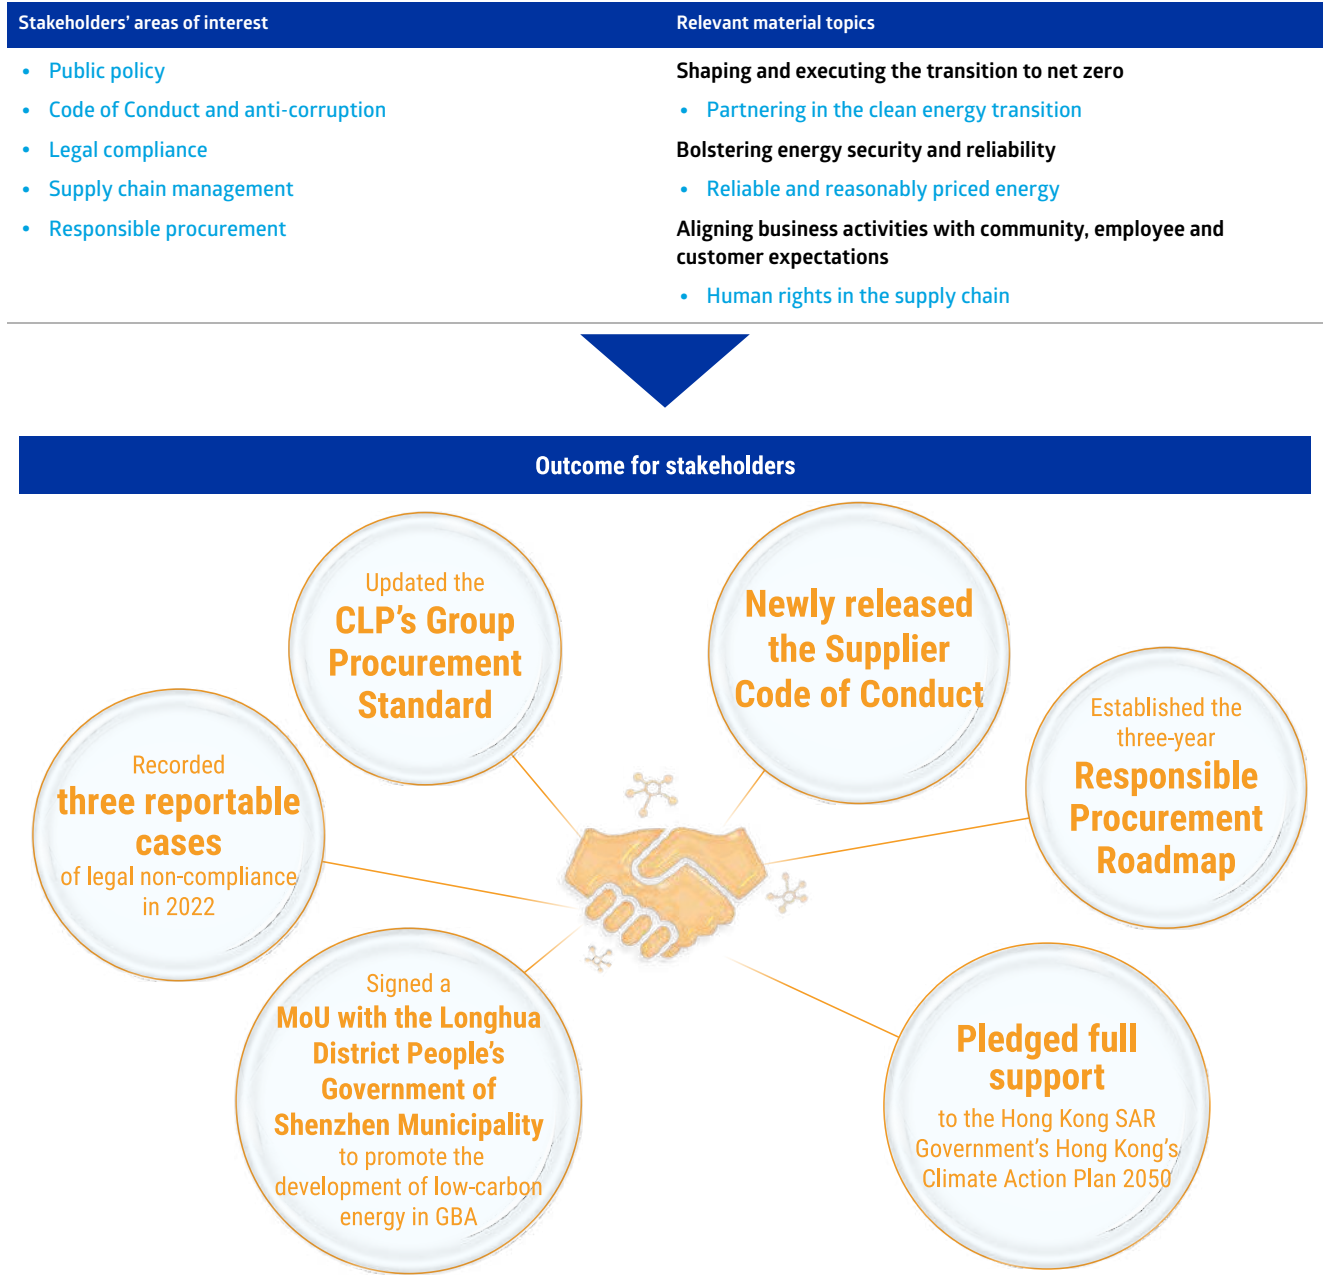 Stakeholders’ areas of interest
Relevant material topics
• Public policy
• Code of Conduct and anti-corruption
• Legal compliance
• Supply chain management
• Responsible procurement
Shaping and executing the transition to net zero
• Partnering in the clean energy transition
Bolstering energy security and reliability
• Reliable and reasonably priced energy
Aligning business activities with community, employee and
customer expectations
• Human rights in the supply chain
Outcome for stakeholders
Updated the
CLP’s Group
Procurement
Standard
Newly released
the Supplier
Code of Conduct
Recorded
three reportable
cases
of legal non-compliance
in 2022
Established the
three-year
Responsible
Procurement
Roadmap
Signed a
MoU with the Longhua
District People’s
Government of
Shenzhen Municipality
to promote the
development of low-carbon
energy in GBA
Pledged full
support
to the Hong Kong SAR
Government’s Hong Kong’s
Climate Action Plan 2050